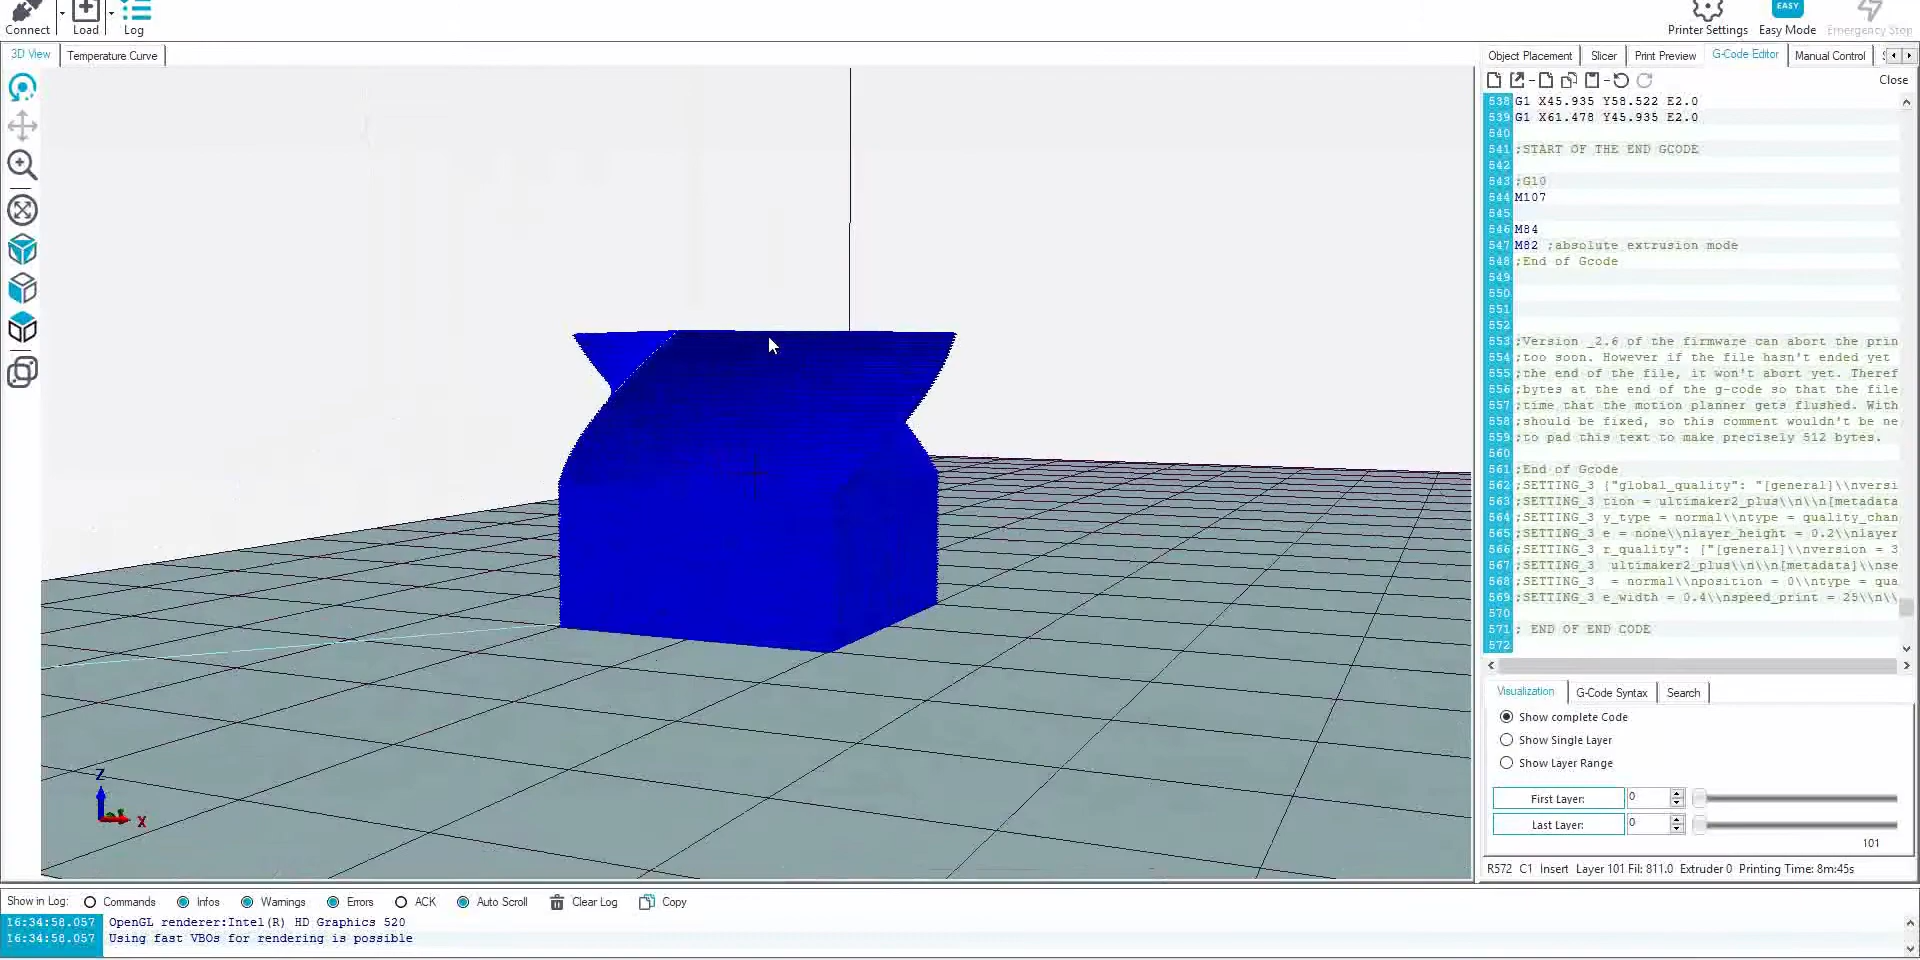 Connect
Load
Log
Printer Settings
EASY
Easy Mode
Emergency Stop
3D View
Temperature Curve
Object Placement
Slicer
Print Preview
G-Code Editor
Manual Control
Close
538 G1 X45.935 Y58.522 E2.0
539 G1 X61.478 Y45.935 E2.0
540
541 ;START OF THE END GCODE
542
543 ;G10
544 M107
545
546 M84
547 M82 ;absolute extrusion mode
548 ;End of Gcode
549
550
551
552
553 ;Version _2.6 of the firmware can abort the prin
554 ;too soon. However if the file hasn't ended yet
555 ;the end of the file, it won't abort yet. Theref
556 ;bytes at the end of the g-code so that the file
557 ;time that the motion planner gets flushed. With
558 ;should be fixed, so this comment wouldn't be ne
559 ;to pad this text to make precisely 512 bytes.
560
561 ;End of Gcode
562 ;SETTING_3 {"global_quality": "[general]\\nversi
563 ;SETTING_3 tion = ultimaker2_plus\\n\\n[metadata
564 ;SETTING_3 y_type = normal\\ntype = quality_chan
565 ;SETTING_3 e = none\\nlayer_height = 0.2\\nlayer
566 ;SETTING_3 r_quality": ["[general]\\nversion = 3
567 ;SETTING_3 ultimaker2_plus\\n\\n[metadata]\\nse
568 ;SETTING_3 = normal\\nposition = 0\\ntype = qua
569 ;SETTING_3 e_width = 0.4\\nspeed_print = 25\\n\\
570
571 ; END OF END CODE
572
Visualization
G-Code Syntax
Search
Show complete Code
Show Single Layer
Show Layer Range
First Layer: 0
Last Layer: 0
101
R572 C1 Insert Layer 101 Fil: 811.0 Extruder 0 Printing Time: 8m:45s
Z
X
Show in Log: Commands Infos Warnings Errors ACK Auto Scroll Clear Log Copy
16:34:58.057 OpenGL renderer:Intel(R) HD Graphics 520
16:34:58.057 Using fast VBOs for rendering is possible